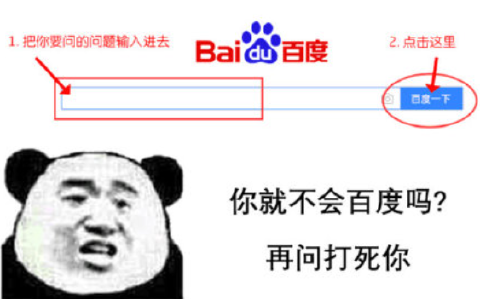 1. 把你要问的问题输入进去
Bai du 百度
2. 点击这里
百度一下
你就不会百度吗?
再问打死你